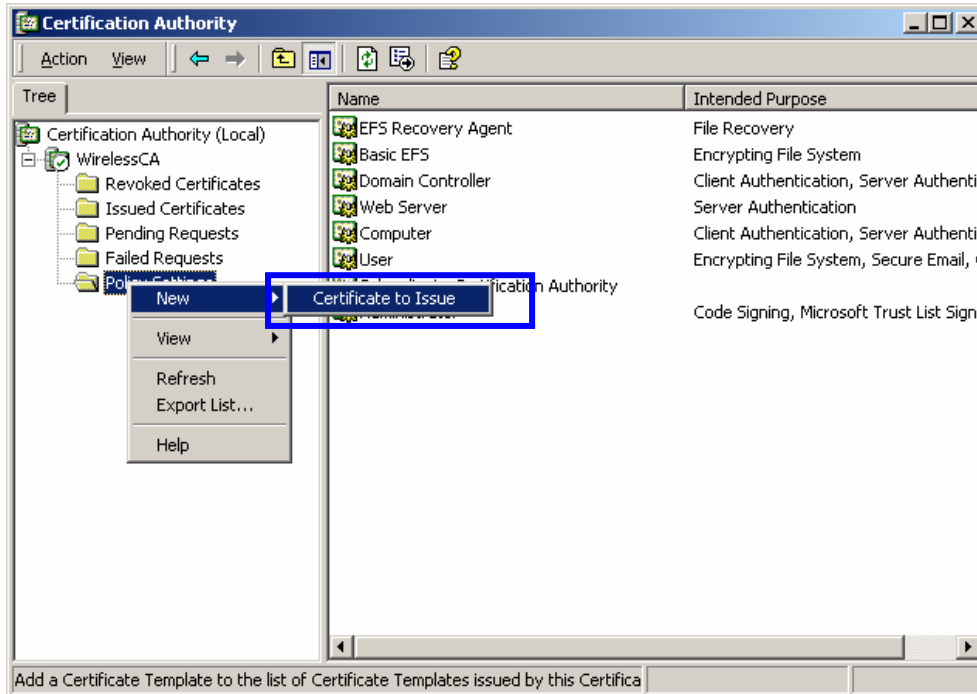 Certification Authority
Action View
Tree
Name Intended Purpose
Certification Authority (Local)
WirelessCA
Revoked Certificates
Issued Certificates
Pending Requests
Failed Requests
EFS Recovery Agent File Recovery
Basic EFS Encrypting File System
Domain Controller Client Authentication, Server Authenti
Web Server Server Authentication
Computer Client Authentication, Server Authenti
User Encrypting File System, Secure Email,
Certification Authority
Code Signing, Microsoft Trust List Sign
New
Certificate to Issue
View
Refresh
Export List...
Help
Add a Certificate Template to the list of Certificate Templates issued by this Certifica